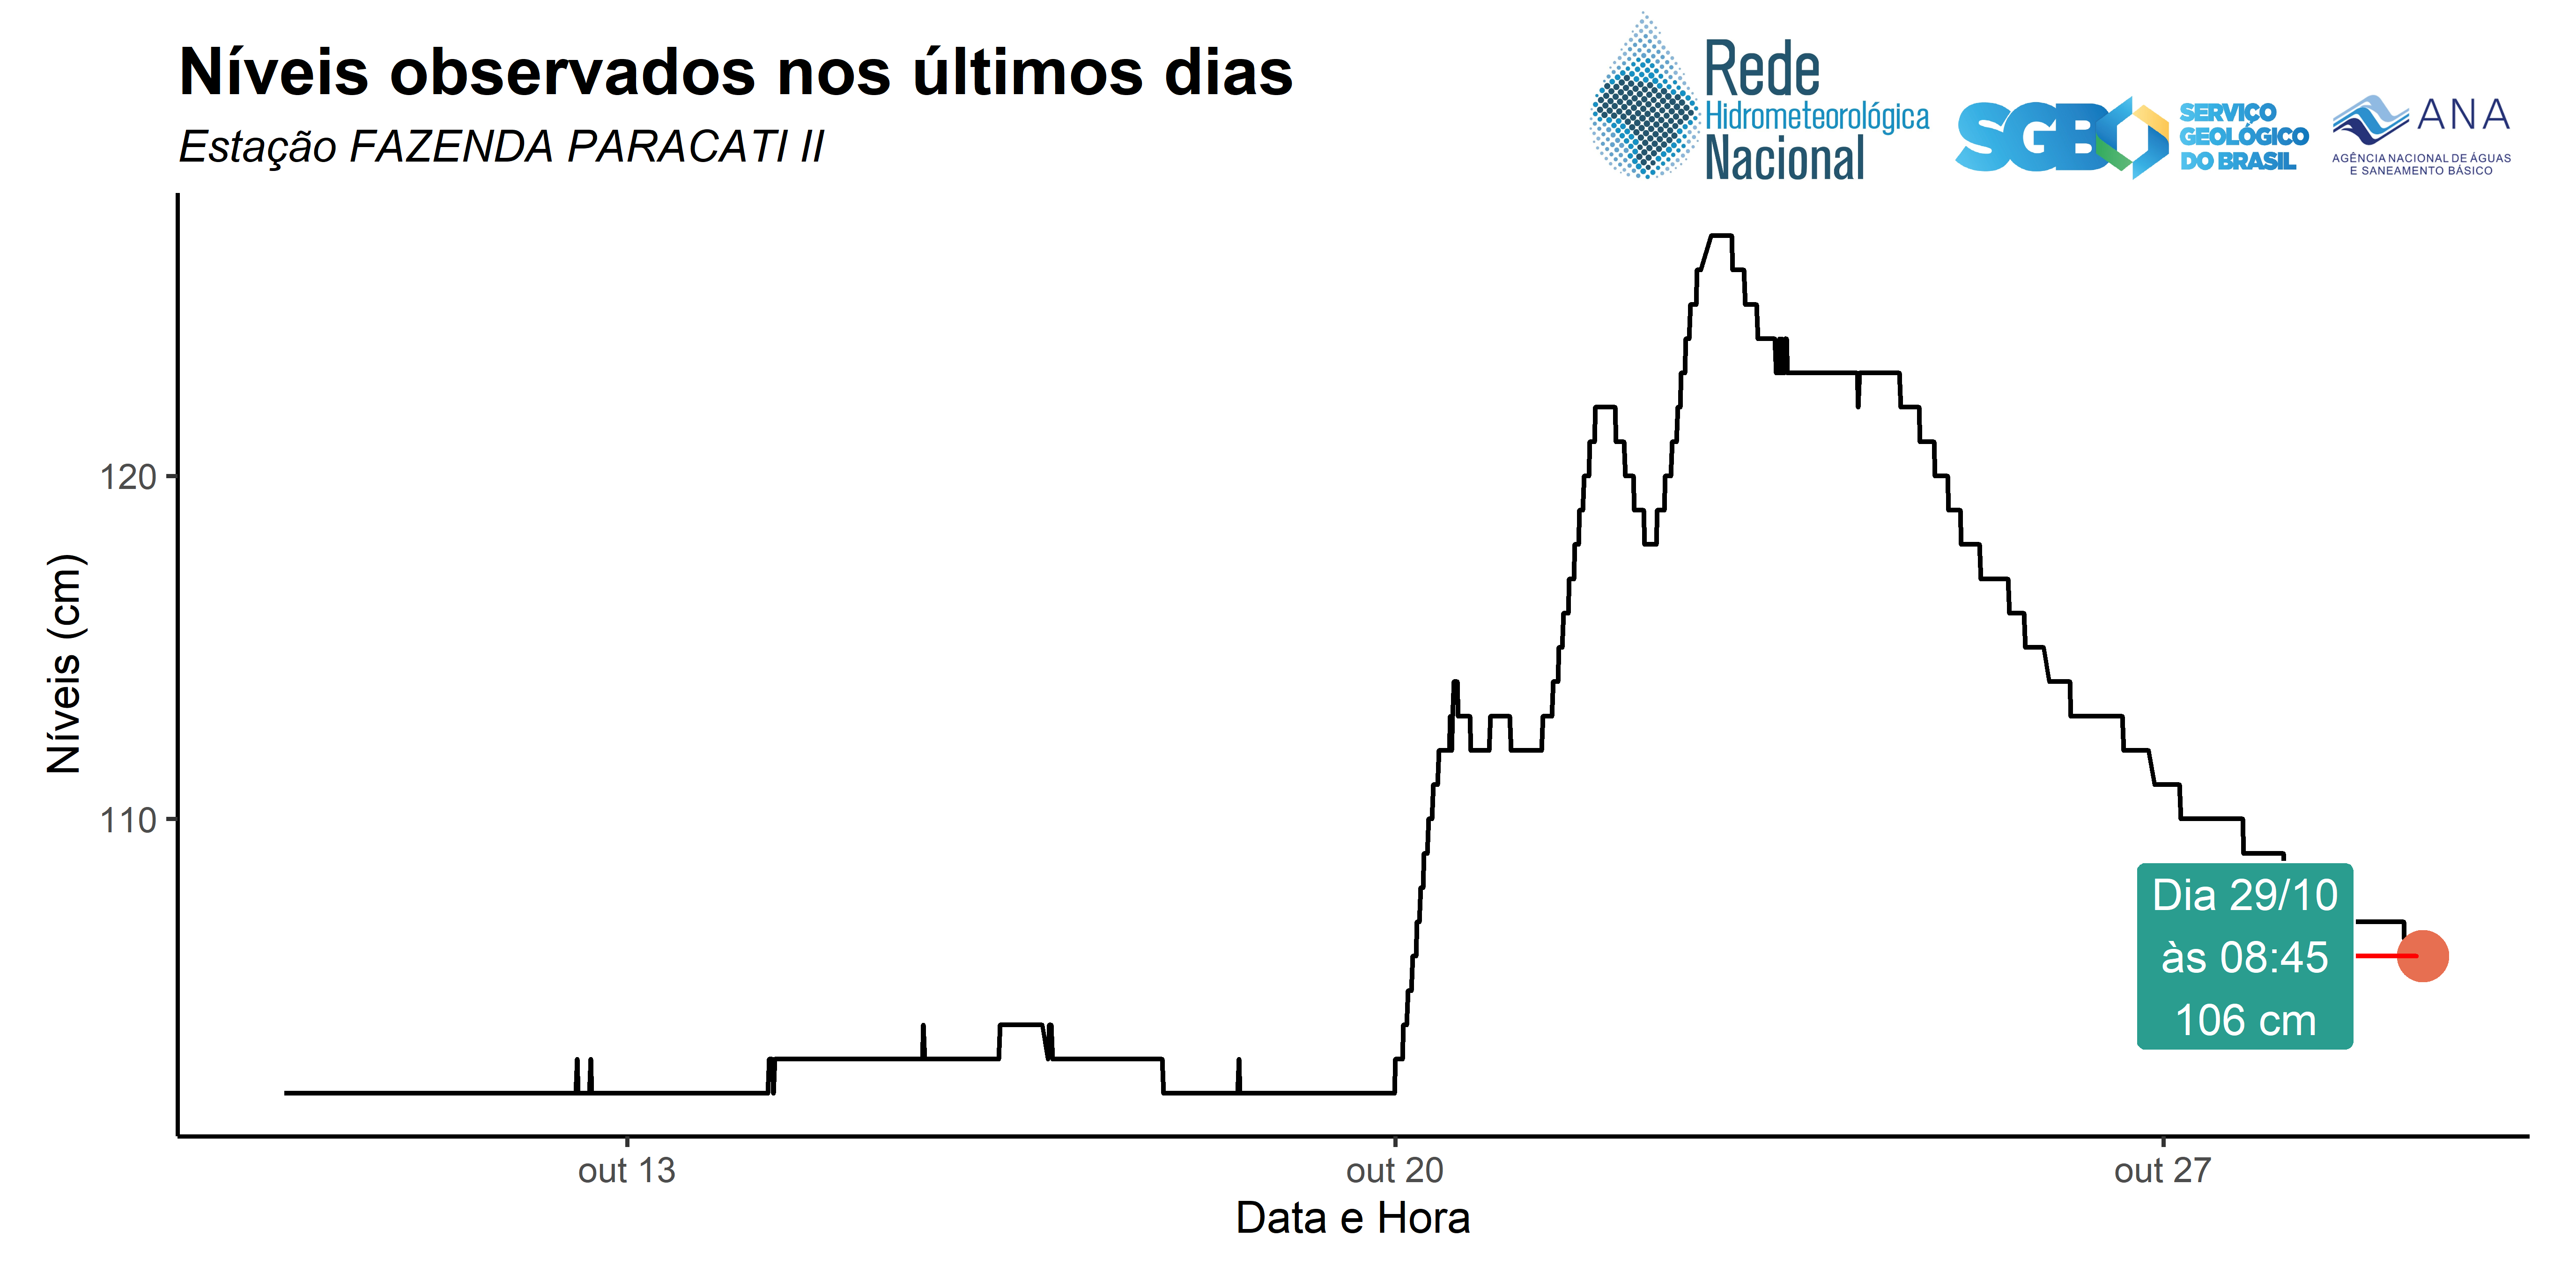 Níveis observados nos últimos dias
Estação FAZENDA PARACATI II
Rede
Hidrometeorológica
Nacional
SGB
SERVIÇO
GEOLÓGICO
DO BRASIL
ANA
AGÊNCIA NACIONAL DE ÁGUAS
E SANEAMENTO BÁSICO
Níveis (cm)
120
110
Dia 29/10
às 08:45
106 cm
out 13
out 20
out 27
Data e Hora